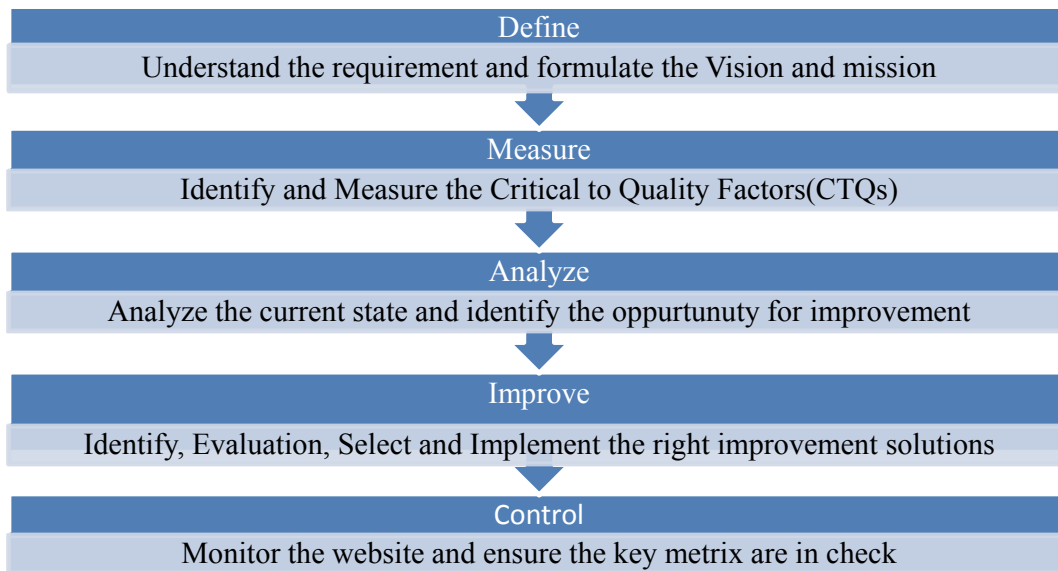 Define
Understand the requirement and formulate the Vision and mission
Measure
Identify and Measure the Critical to Quality Factors(CTQs)
Analyze
Analyze the current state and identify the oppurtunuty for improvement
Improve
Identify, Evaluation, Select and Implement the right improvement solutions
Control
Monitor the website and ensure the key metrix are in check